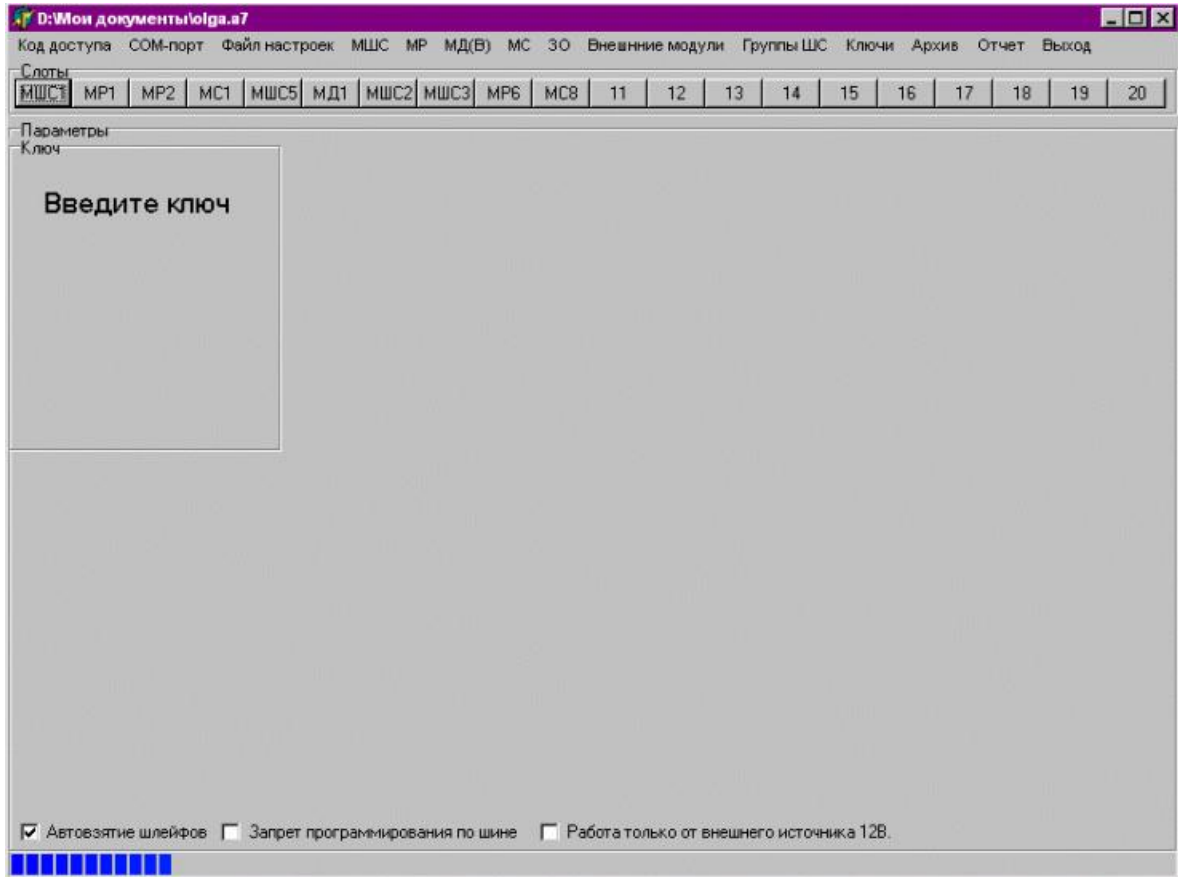 D:\Мои документы\olga.a7
Код доступа COM-порт Файл настроек МШС МР МД(В) МС ЗО Внешнние модули Группы ШС Ключи Архив Отчет Выход
Слоты
МШС1 МР1 МР2 МС1 МШС5 МД1 МШС2 МШС3 МР6 МС8 11 12 13 14 15 16 17 18 19 20
Параметры
Ключ
Введите ключ
Автовзятие шлейфов Запрет программирования по шине Работа только от внешнего источника 12В.